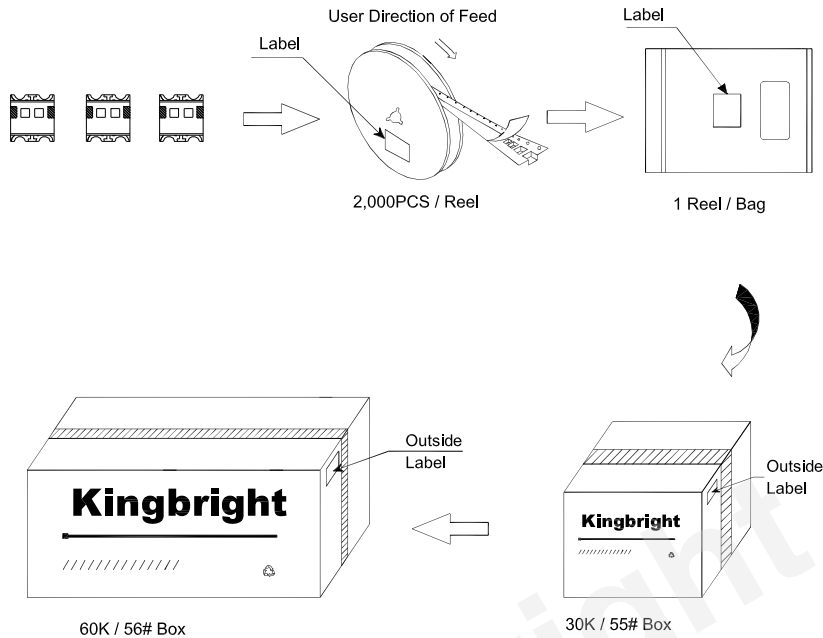 User Direction of Feed
Label
Label
2,000PCS / Reel
1 Reel / Bag
Outside
Label
Kingbright
60K / 56# Box
Outside
Label
Kingbright
30K / 55# Box
right